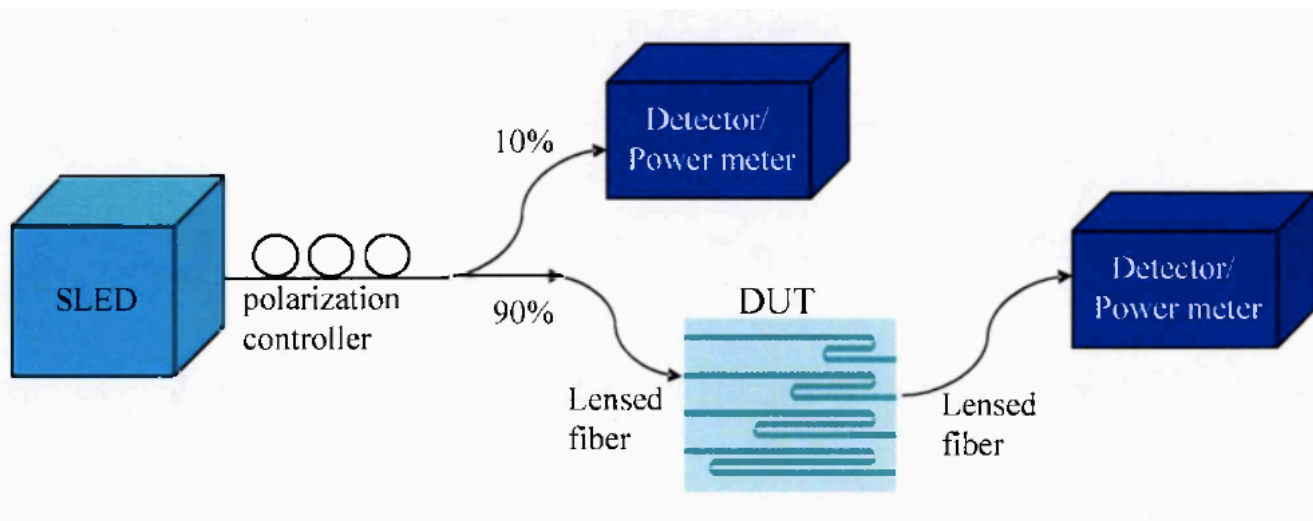 Detector/
Power meter
10%
SLED
polarization
controller
90%
DUT
Lensed
fiber
Lensed
fiber
Detector/
Power meter